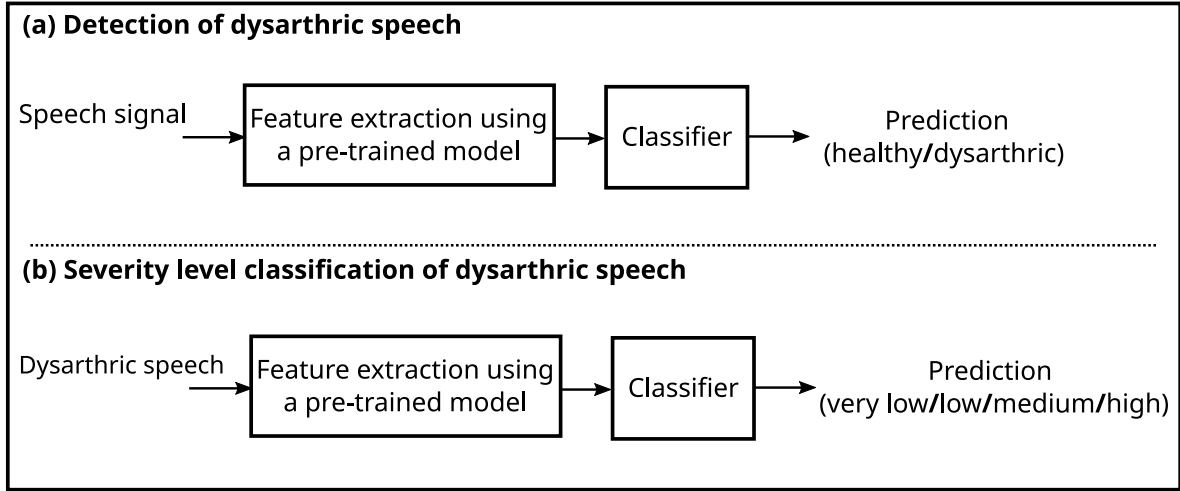 (a) Detection of dysarthric speech
Speech signal
Feature extraction using
a pre-trained model
Classifier
Prediction
(healthy/dysarthric)
(b) Severity level classification of dysarthric speech
Dysarthric speech
Feature extraction using
a pre-trained model
Classifier
Prediction
(very low/low/medium/high)